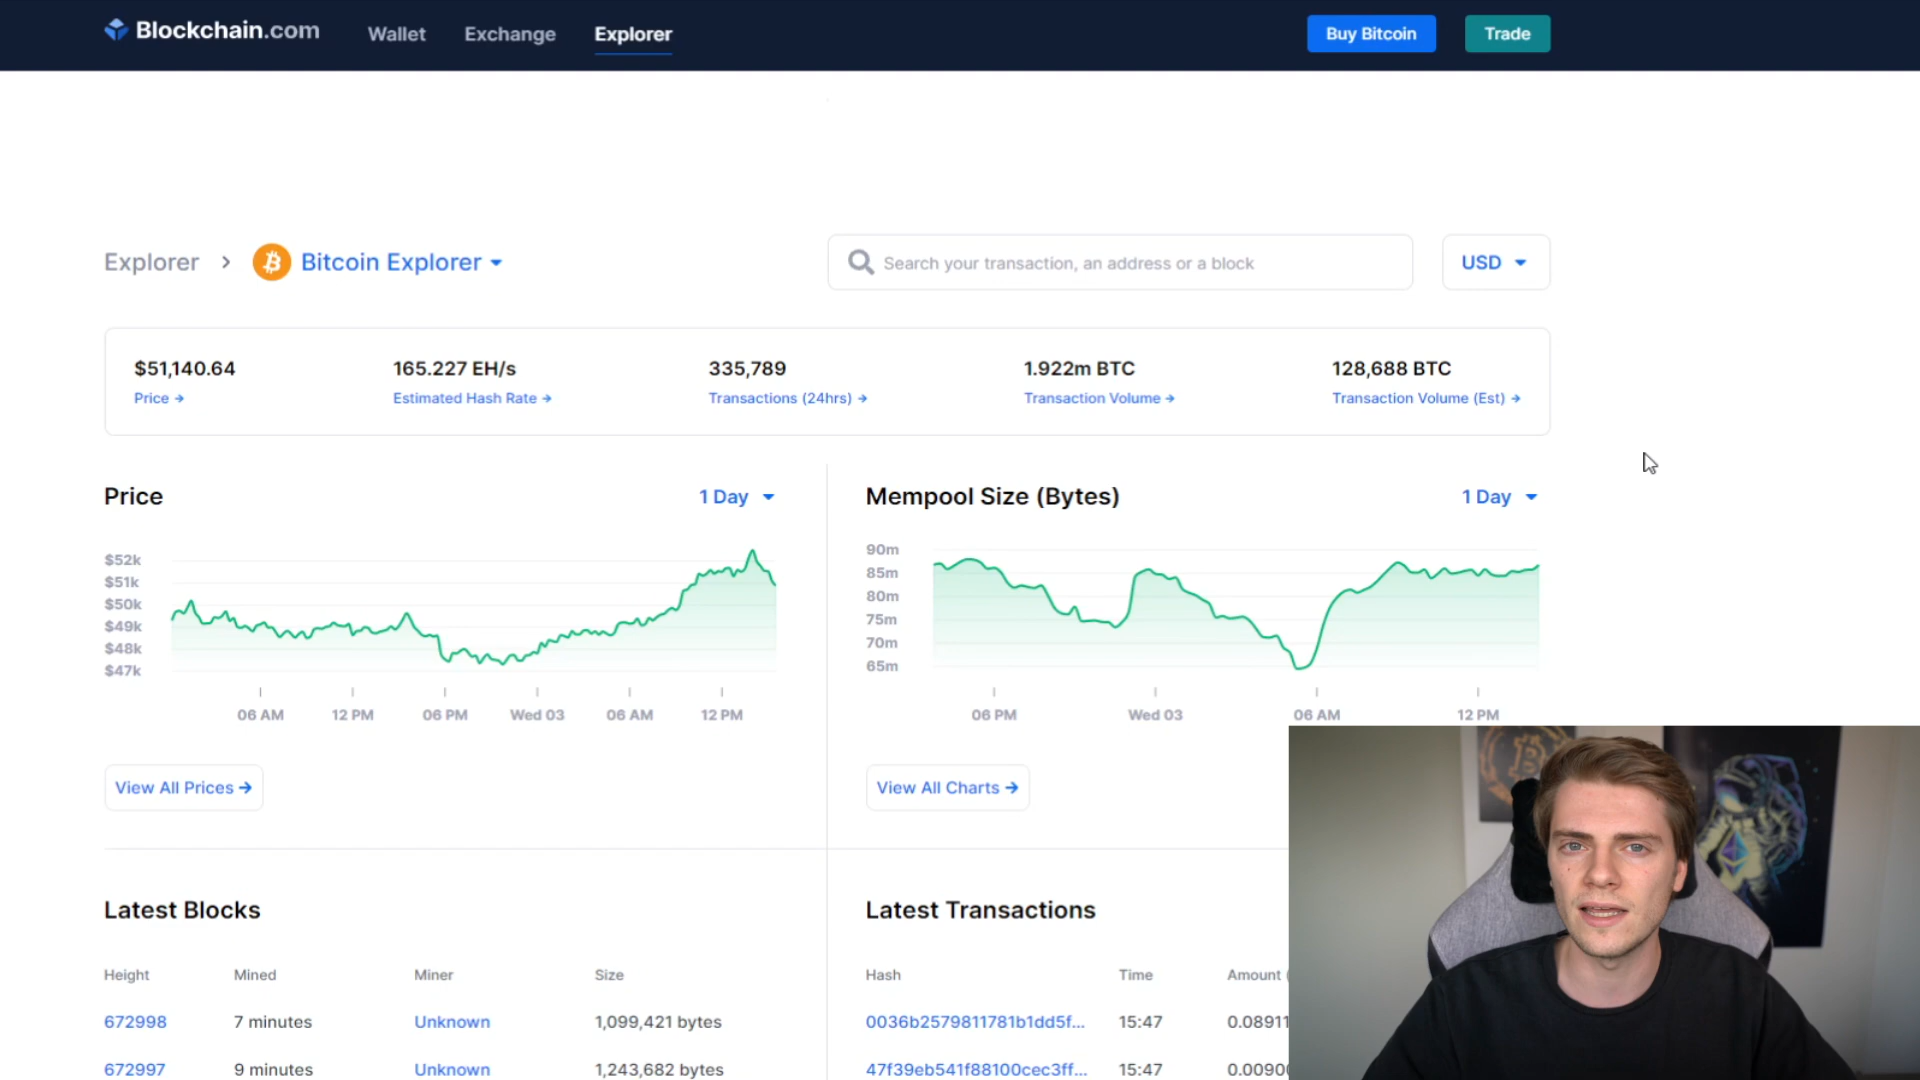 Blockchain.com Wallet Exchange Explorer Buy Bitcoin Trade
Explorer > Bitcoin Explorer Search your transaction, an address or a block USD
$51,140.64 165.227 EH/s 335,789 1.922m BTC 128,688 BTC
Price → Estimated Hash Rate → Transactions (24hrs) → Transaction Volume → Transaction Volume (Est) →
Price 1 Day
$52k
$51k
$50k
$49k
$48k
$47k
06 AM 12 PM 06 PM Wed 03 06 AM 12 PM
View All Prices →
Mempool Size (Bytes) 1 Day
90m
85m
80m
75m
70m
65m
06 PM Wed 03 06 AM 12 PM
View All Charts →
Latest Blocks
Height Mined Miner Size
672998 7 minutes Unknown 1,099,421 bytes
672997 9 minutes Unknown 1,243,682 bytes
Latest Transactions
Hash Time Amount
0036b2579811781b1dd5f... 15:47 0.08911
47f39eb541f88100cec3ff... 15:47 0.0090